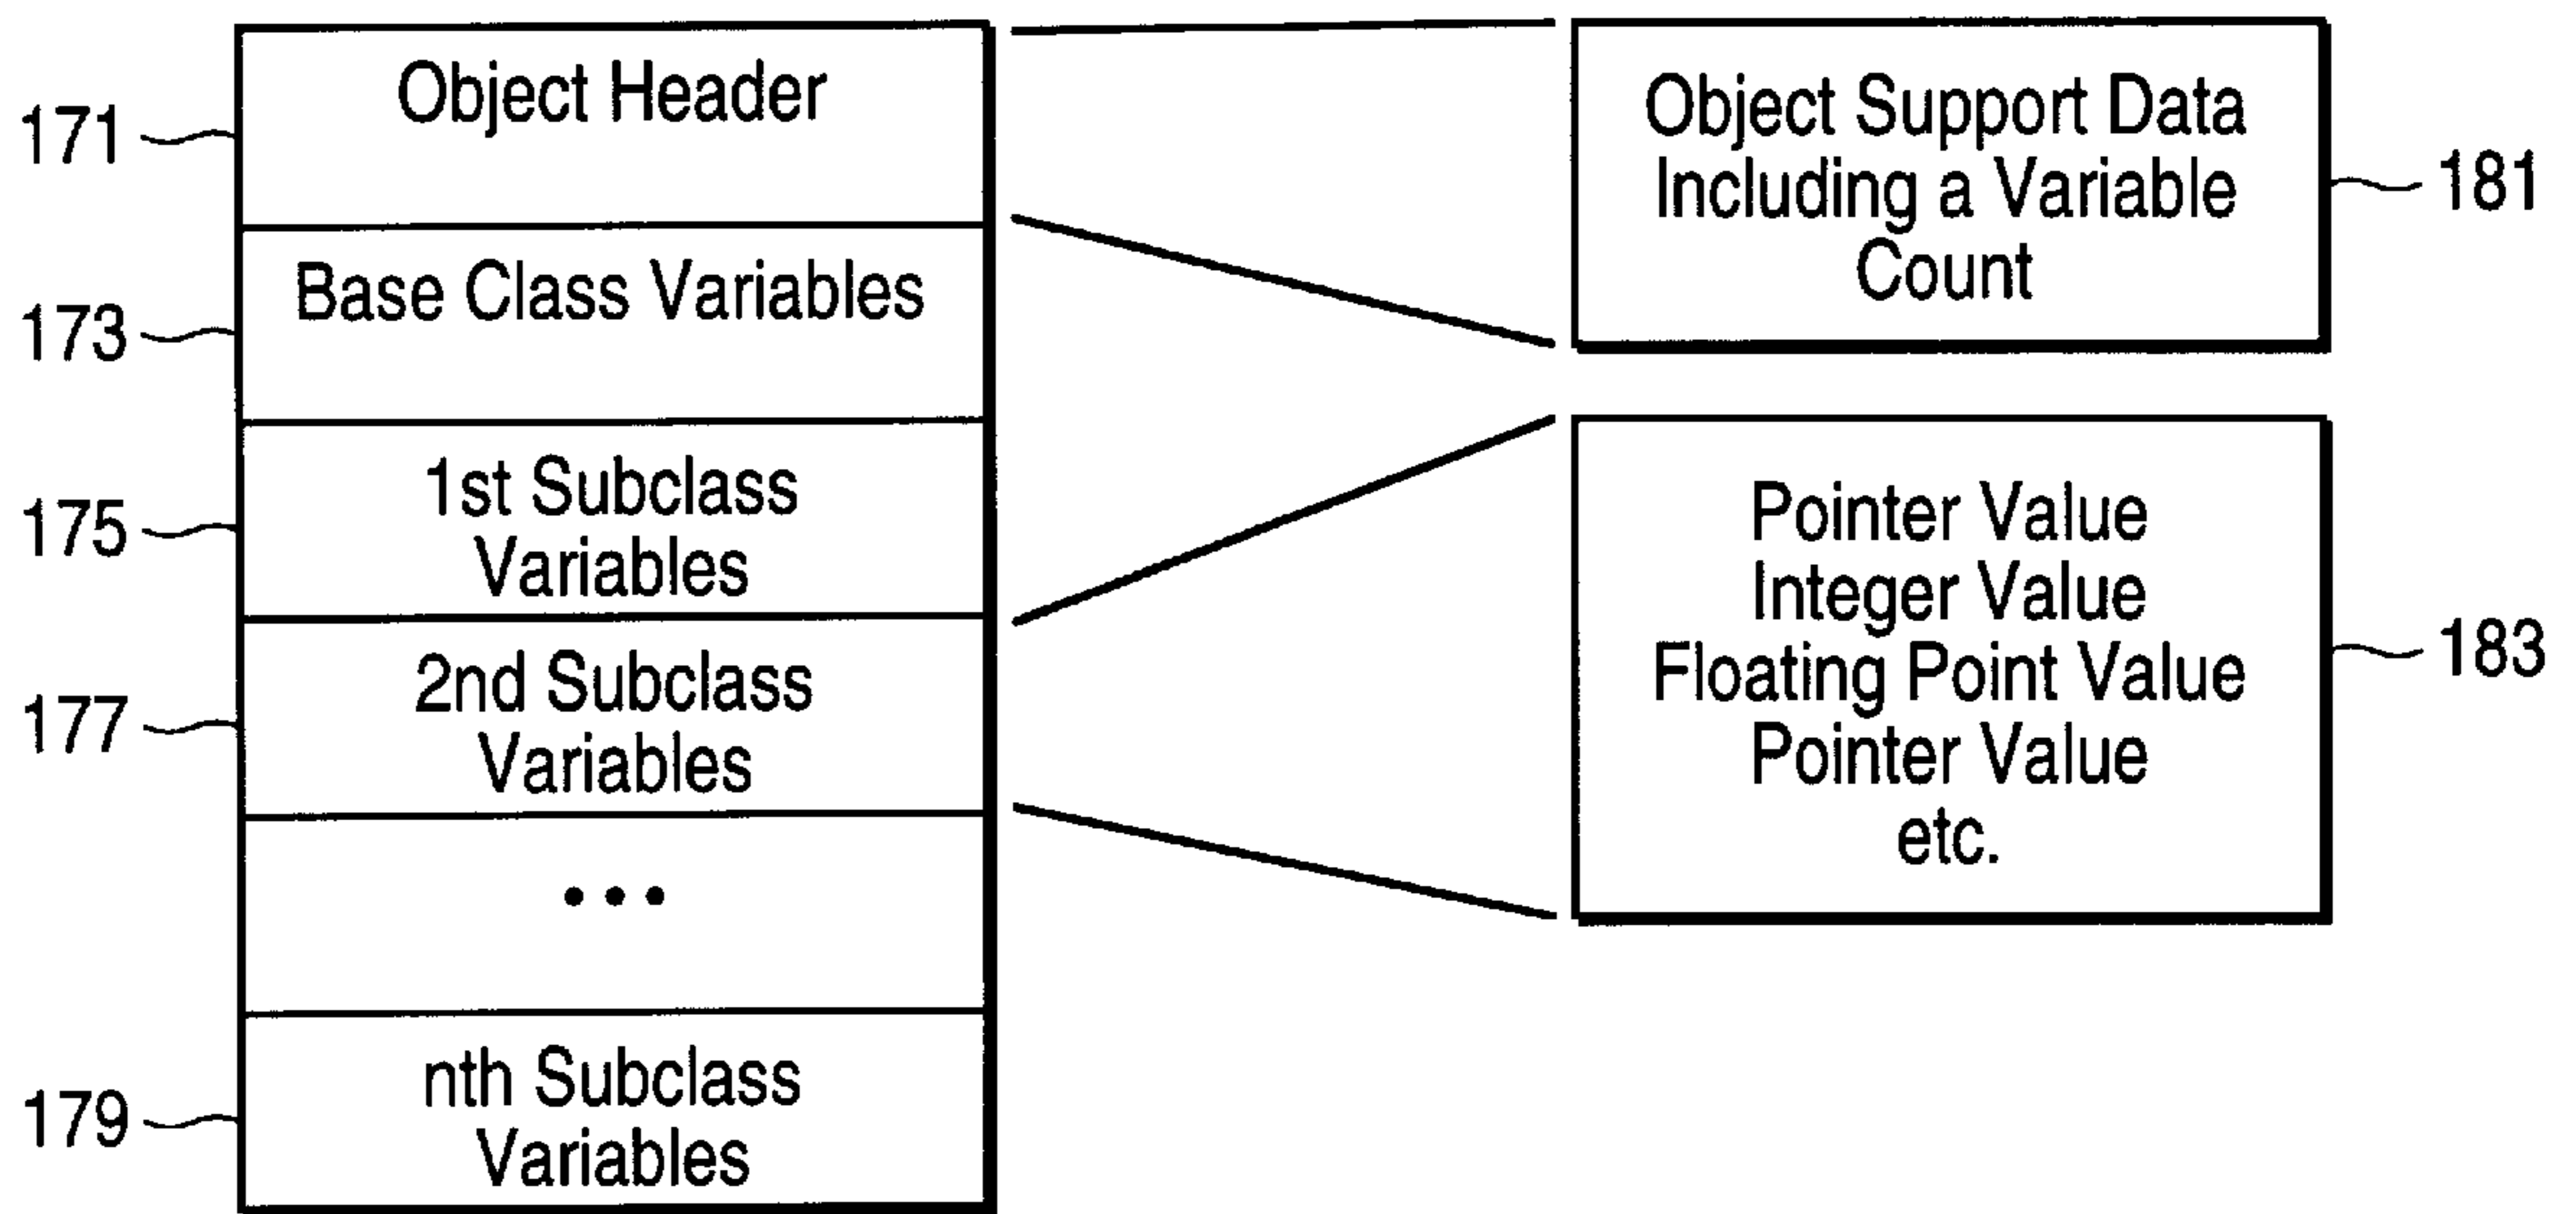 171
Object Header
173
Base Class Variables
175
1st Subclass
Variables
177
2nd Subclass
Variables
...
179
nth Subclass
Variables
Object Support Data
Including a Variable
Count
181
Pointer Value
Integer Value
Floating Point Value
Pointer Value
etc.
183